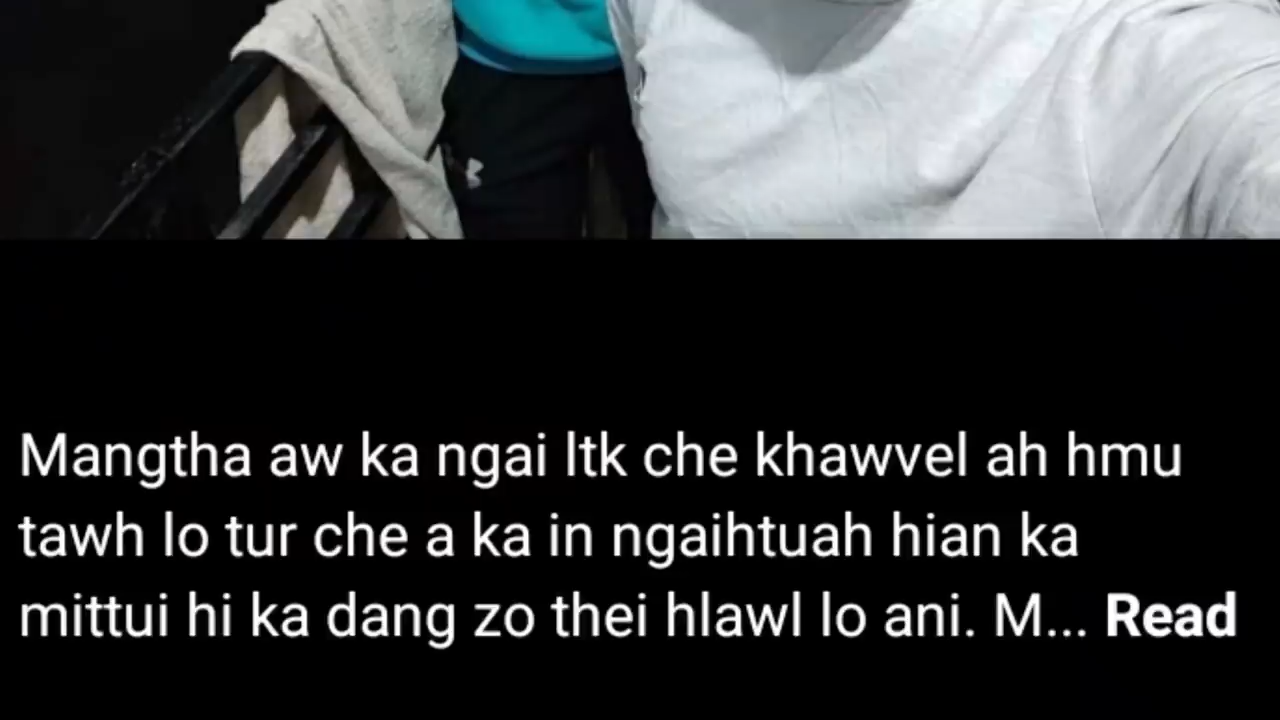 Mangtha aw ka ngai ltk che khawvel ah hmu
tawh lo tur che a ka in ngaihtuah hian ka
mittui hi ka dang zo thei hlawl lo ani. M... Read